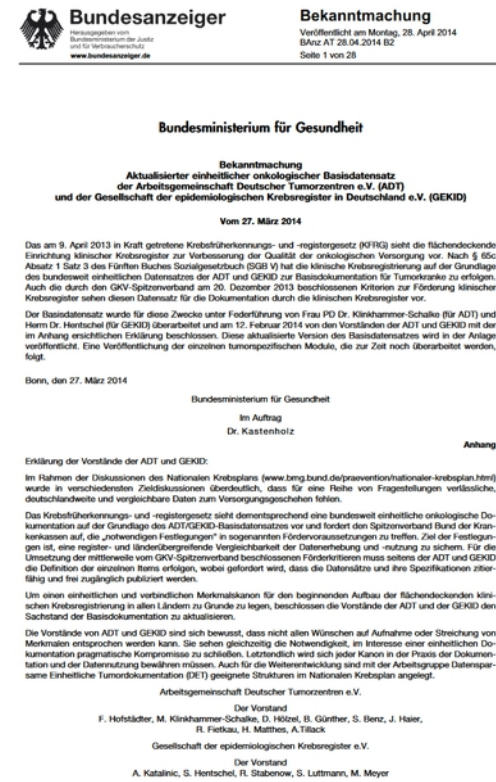 Bundesanzeiger
Herausgegeben vom
Bundesministerium der Justiz
und für Verbraucherschutz
www.bundesanzeiger.de
Bekanntmachung
Veröffentlicht am Montag, 28. April 2014
BAnz AT 28.04.2014 B2
Seite 1 von 28
Bundesministerium für Gesundheit
Bekanntmachung
Aktualisierter einheitlicher onkologischer Basisdatensatz
der Arbeitsgemeinschaft Deutscher Tumorzentren e.V. (ADT)
und der Gesellschaft der epidemiologischen Krebsregister in Deutschland e.V. (GEKID)
Vom 27. März 2014
Das am 9. April 2013 in Kraft getretene Krebsfrüherkennungs- und -registergesetz (KFRG) sieht die flächendeckende
Einrichtung klinischer Krebsregister zur Verbesserung der Qualität der onkologischen Versorgung vor. Nach § 65c
Absatz 1 Satz 3 des Fünften Buches Sozialgesetzbuch (SGB V) hat die klinische Krebsregistrierung auf der Grundlage
des bundesweit einheitlichen Datensatzes der ADT und GEKID zur Basisdokumentation für Tumorkranke zu erfolgen.
Auch die durch den GKV-Spitzenverband am 20. Dezember 2013 beschlossenen Kriterien zur Förderung klinischer
Krebsregister sehen diesen Datensatz für die Dokumentation durch die klinischen Krebsregister vor.
Der Basisdatensatz wurde für diese Zwecke unter Federführung von Frau PD Dr. Klinkhammer-Schalke (für ADT) und
Herrn Dr. Hentschel (für GEKID) überarbeitet und am 12. Februar 2014 von den Vorständen der ADT und GEKID mit der
im Anhang ersichtlichen Erklärung beschlossen. Diese aktualisierte Version des Basisdatensatzes wird in der Anlage
veröffentlicht. Eine Veröffentlichung der einzelnen tumorspezifischen Module, die zur Zeit noch überarbeitet werden,
folgt.
Bonn, den 27. März 2014
Bundesministerium für Gesundheit
Im Auftrag
Dr. Kastenholz
Anhang
Erklärung der Vorstände der ADT und GEKID:
Im Rahmen der Diskussionen des Nationalen Krebsplans (www.bmg.bund.de/praevention/nationaler-krebsplan.html)
wurde in verschiedensten Zieldiskussionen überdeutlich, dass für eine Reihe von Fragestellungen verlässliche,
deutschlandweite und vergleichbare Daten zum Versorgungsgeschehen fehlen.
Das Krebsfrüherkennungs- und -registergesetz sieht dementsprechend eine bundesweit einheitliche onkologische Do-
kumentation auf der Grundlage des ADT/GEKID-Basisdatensatzes vor und fordert den Spitzenverband Bund der Kran-
kenkassen auf, die „notwendigen Festlegungen“ in sogenannten Fördervoraussetzungen zu treffen. Ziel der Festlegun-
gen ist, eine register- und länderübergreifende Vergleichbarkeit der Datenerhebung und -nutzung zu sichern. Für die
Umsetzung der mittlerweile vom GKV-Spitzenverband beschlossenen Förderkritieren muss seitens der ADT und GEKID
die Definition der einzelnen Items erfolgen, wobei gefordert wird, dass die Datensätze und ihre Spezifikationen zitier-
fähig und frei zugänglich publiziert werden.
Um einen einheitlichen und verbindlichen Merkmalskanon für den beginnenden Aufbau der flächendeckenden klini-
schen Krebsregistrierung in allen Ländern zu Grunde zu legen, beschlossen die Vorstände der ADT und der GEKID den
Sachstand der Basisdokumentation zu aktualisieren.
Die Vorstände von ADT und GEKID sind sich bewusst, dass nicht allen Wünschen auf Aufnahme oder Streichung von
Merkmalen entsprochen werden kann. Sie sehen gleichzeitig die Notwendigkeit, im Interesse einer einheitlichen Do-
kumentation pragmatische Kompromisse zu schließen. Letztendlich wird sich jeder Kanon in der Praxis der Dokumen-
tation und der Datennutzung bewähren müssen. Auch für die Weiterentwicklung sind mit der Arbeitsgruppe Datenspar-
same Einheitliche Tumordokumentation (DET) geeignete Strukturen im Nationalen Krebsplan angelegt.
Arbeitsgemeinschaft Deutscher Tumorzentren e.V.
Der Vorstand
F. Hofstädter, M. Klinkhammer-Schalke, D. Hölzel, B. Günther, S. Benz, J. Haier,
R. Fietkau, H. Matthes, A.Tillack
Gesellschaft der epidemiologischen Krebsregister e.V.
Der Vorstand
A. Katalinic, S. Hentschel, R. Stabenow, S. Luttmann, M. Meyer